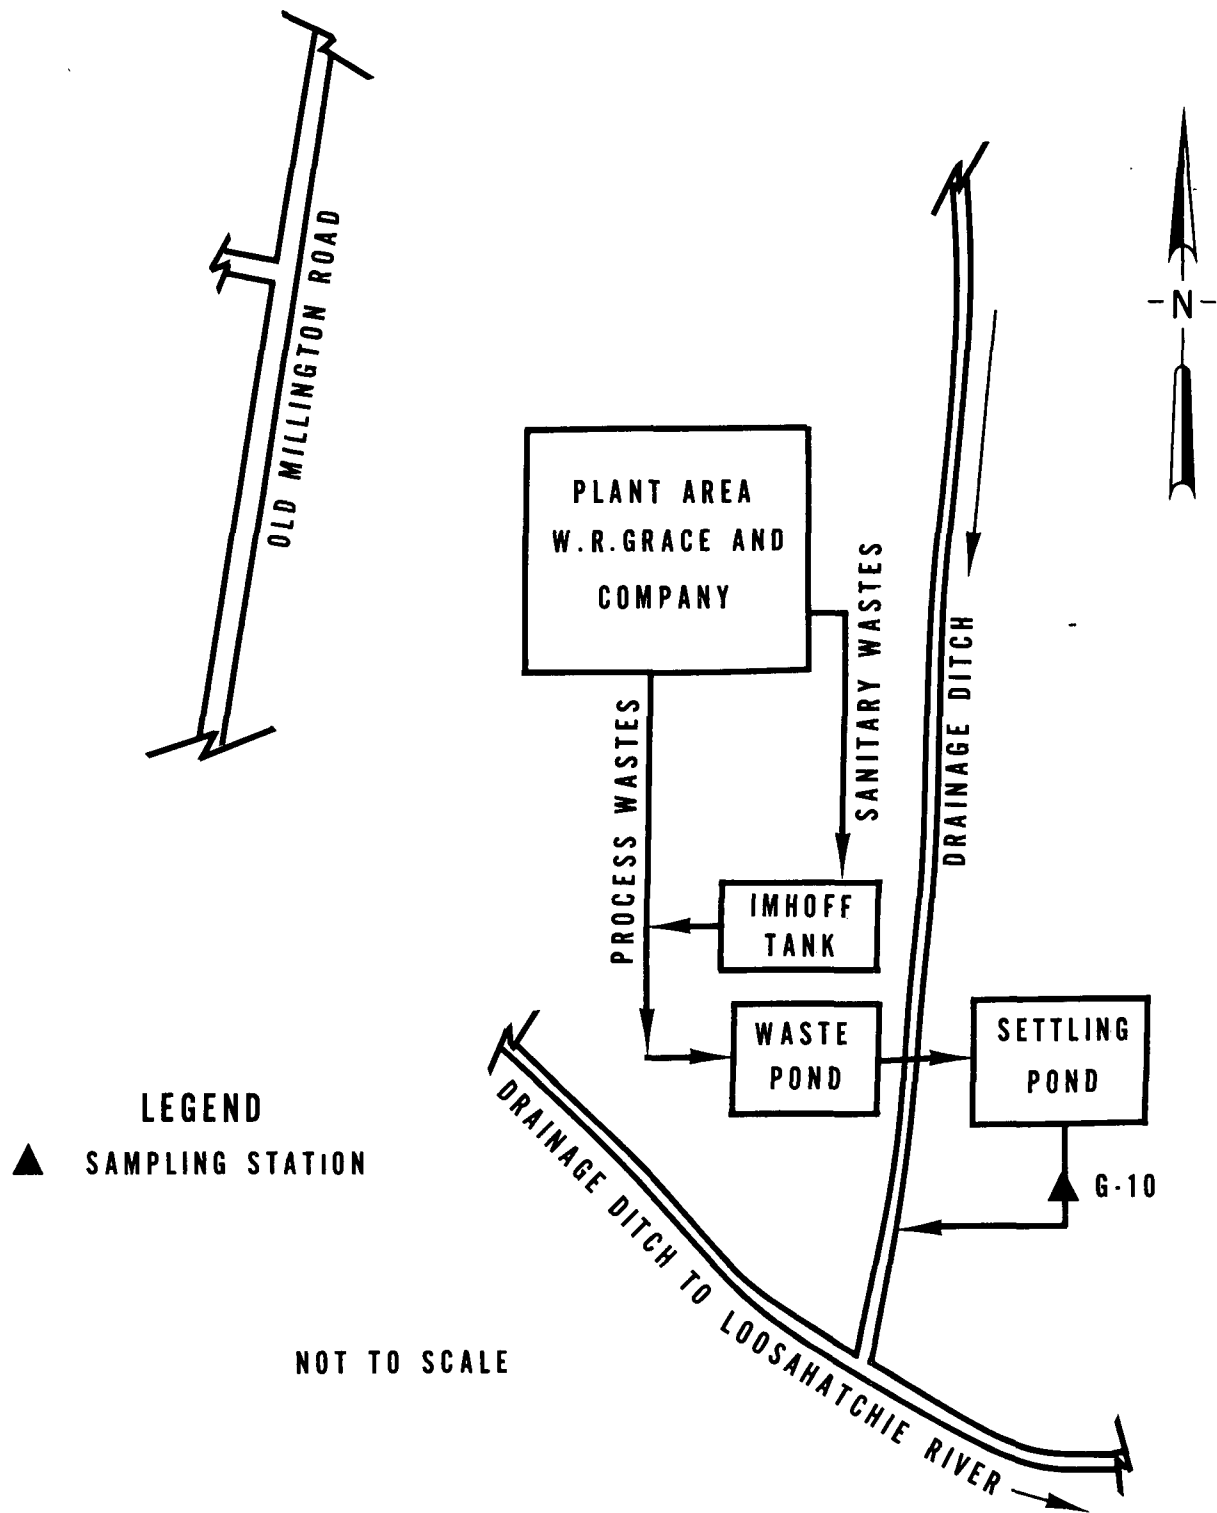 OLD MILLINGTON ROAD
-N-
PLANT AREA
W.R.GRACE AND
COMPANY
SANITARY WASTES
DRAINAGE DITCH
PROCESS WASTES
IMHOFF
TANK
WASTE
POND
SETTLING
POND
G-10
DRAINAGE DITCH TO LOOSAHATCHIE RIVER
LEGEND
SAMPLING STATION
NOT TO SCALE